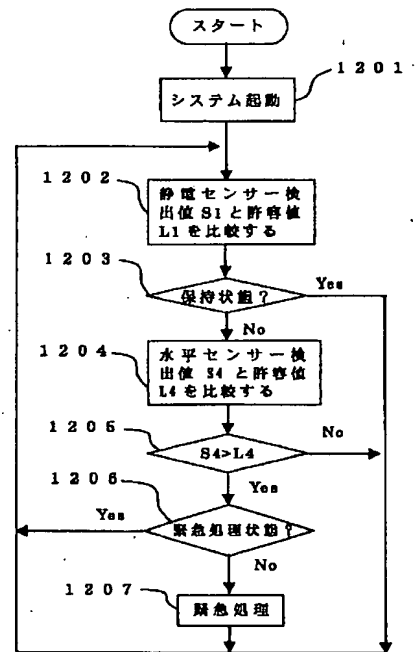 スタート
1201
システム起動
1202
静電センサー検
出値 S1 と許容値
L1 を比較する
1203
保持状態？
Yes
No
1204
水平センサー検
出値 S4 と許容値
L4 を比較する
1205
S4>L4
No
Yes
1206
緊急処理状態？
Yes
No
1207
緊急処理